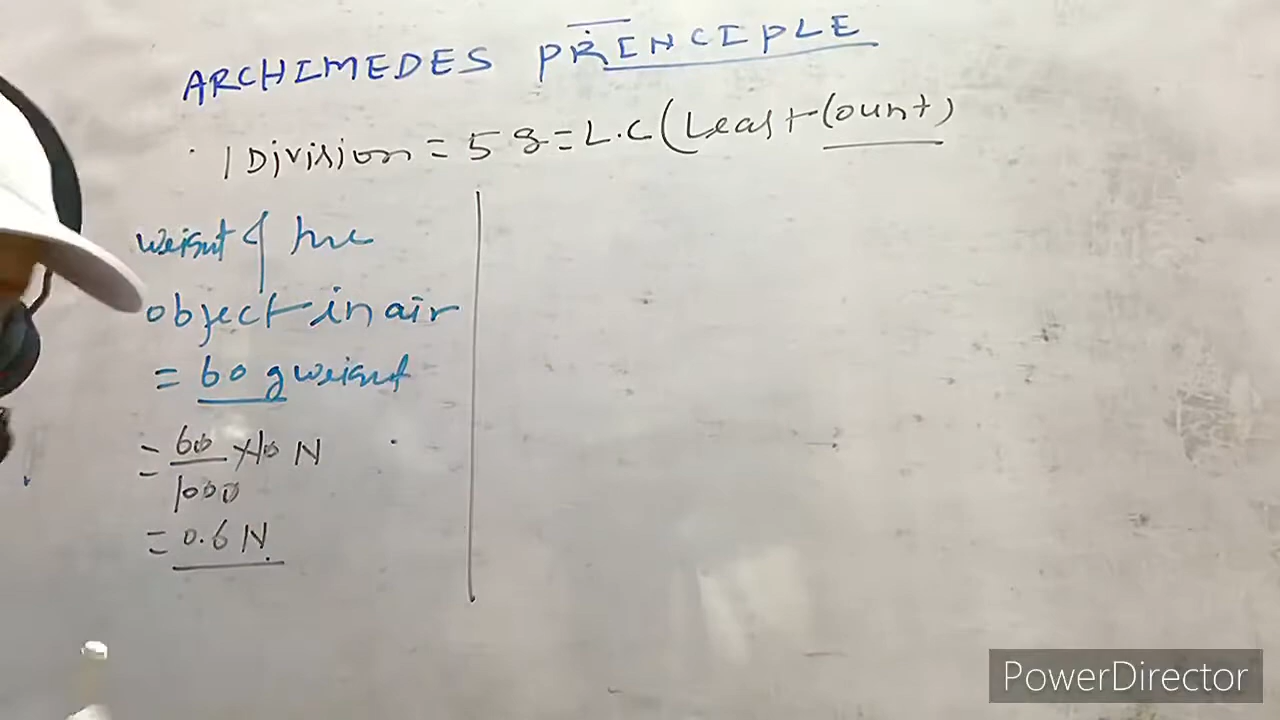 ARCHIMEDES PRINCIPLE
1 Division = 5 g = L.C (Least Count)
weight of the
object in air
= 60 g weight
= 60/1000 × 10 N
= 0.6 N
PowerDirector